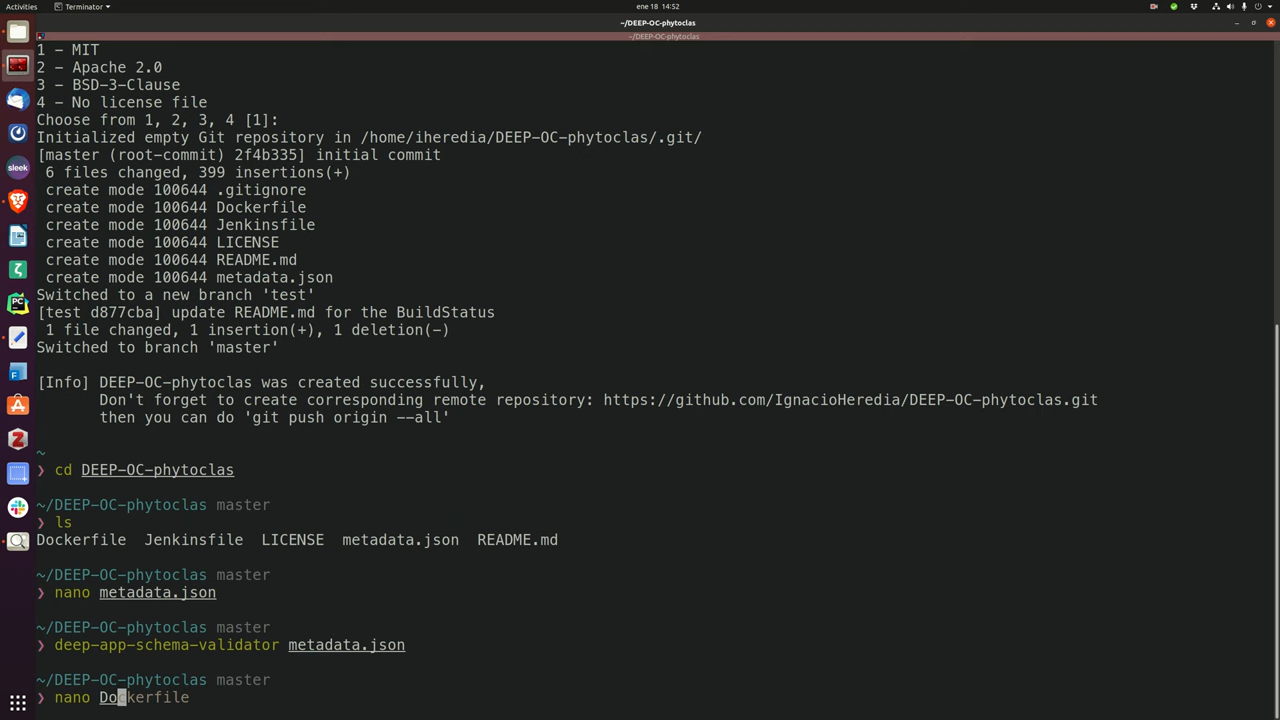 Activities
Terminator
ene 18 14:52
~/DEEP-OC-phytoclas
~/DEEP-OC-phytoclas
1 - MIT
2 - Apache 2.0
3 - BSD-3-Clause
4 - No license file
Choose from 1, 2, 3, 4 [1]:
Initialized empty Git repository in /home/iheredia/DEEP-OC-phytoclas/.git/
[master (root-commit) 2f4b335] initial commit
6 files changed, 399 insertions(+)
create mode 100644 .gitignore
create mode 100644 Dockerfile
create mode 100644 Jenkinsfile
create mode 100644 LICENSE
create mode 100644 README.md
create mode 100644 metadata.json
Switched to a new branch 'test'
[test d877cba] update README.md for the BuildStatus
1 file changed, 1 insertion(+), 1 deletion(-)
Switched to branch 'master'
[Info] DEEP-OC-phytoclas was created successfully,
Don't forget to create corresponding remote repository: https://github.com/IgnacioHeredia/DEEP-OC-phytoclas.git
then you can do 'git push origin --all'
~
❯ cd DEEP-OC-phytoclas
~/DEEP-OC-phytoclas master
❯ ls
Dockerfile Jenkinsfile LICENSE metadata.json README.md
~/DEEP-OC-phytoclas master
❯ nano metadata.json
~/DEEP-OC-phytoclas master
❯ deep-app-schema-validator metadata.json
~/DEEP-OC-phytoclas master
❯ nano Dockerfile
sleek
PC